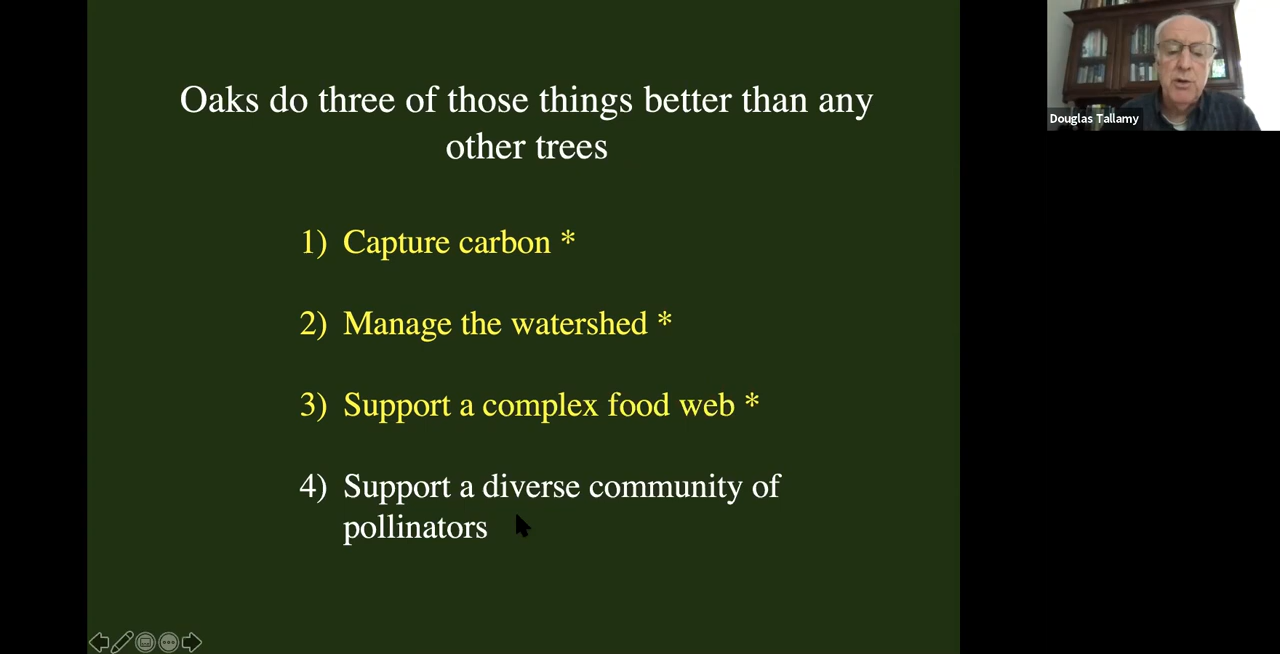 Oaks do three of those things better than any
other trees
1) Capture carbon *
2) Manage the watershed *
3) Support a complex food web *
4) Support a diverse community of
pollinators
Douglas Tallamy